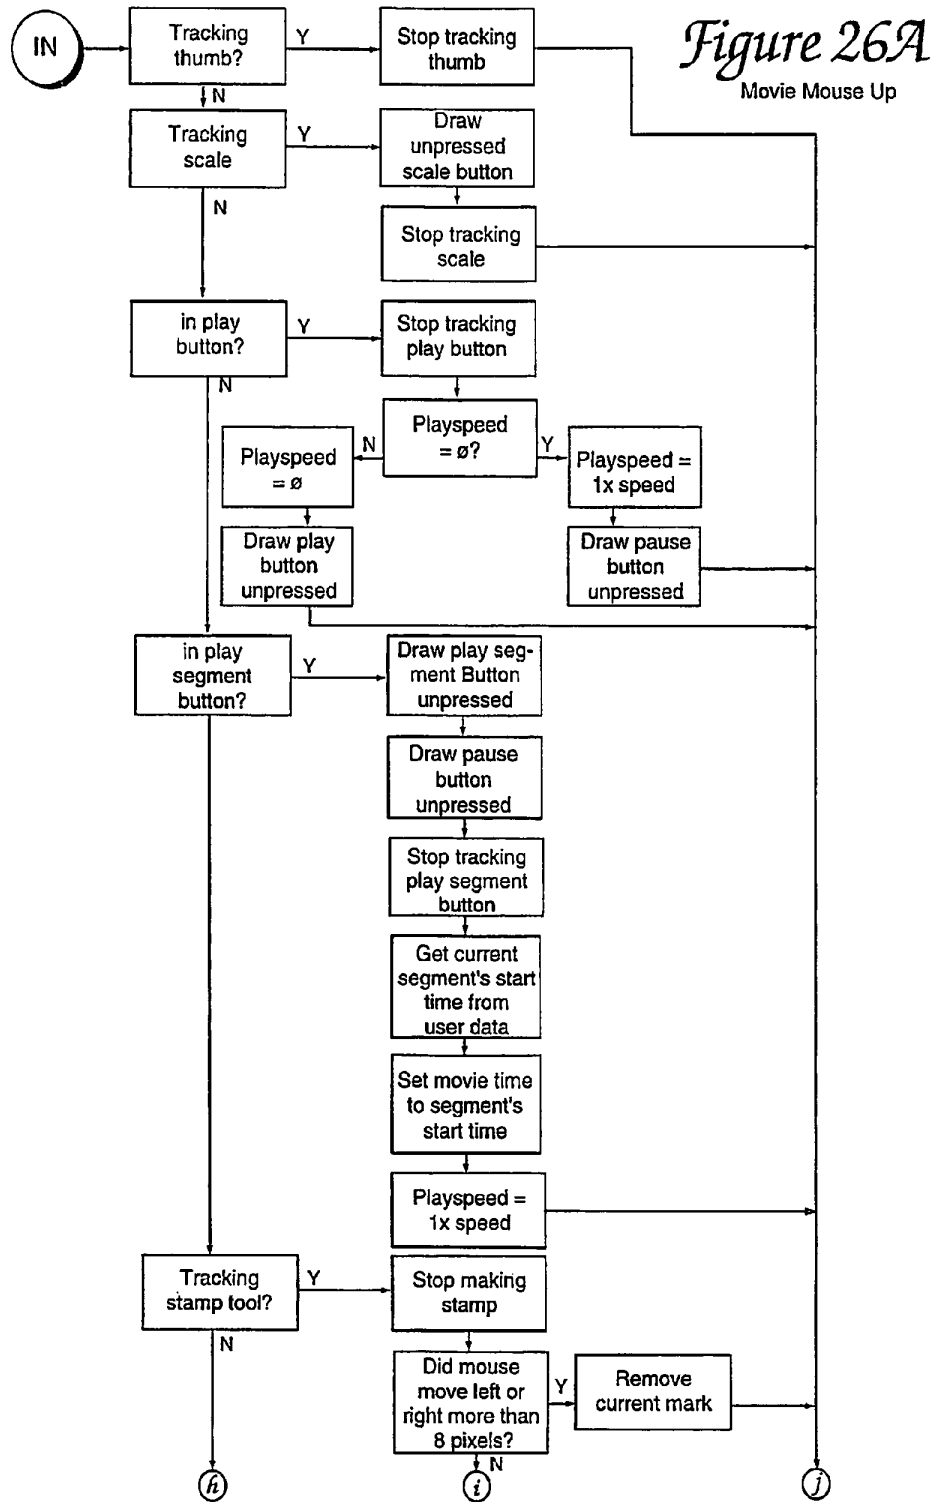 Figure 26A
Movie Mouse Up
IN
Tracking
thumb?
Y
Stop tracking
thumb
N
Tracking
scale
Y
Draw
unpressed
scale button
N
Stop tracking
scale
in play
button?
Y
Stop tracking
play button
N
Playspeed
= ø?
N
Y
Playspeed
= ø
Playspeed =
1x speed
Draw play
button
unpressed
Draw pause
button
unpressed
in play
segment
button?
Y
Draw play seg-
ment Button
unpressed
Draw pause
button
unpressed
Stop tracking
play segment
button
Get current
segment's start
time from
user data
Set movie time
to segment's
start time
Playspeed =
1x speed
Tracking
stamp tool?
Y
Stop making
stamp
N
Did mouse
move left or
right more than
8 pixels?
Y
Remove
current mark
N
h
i
j